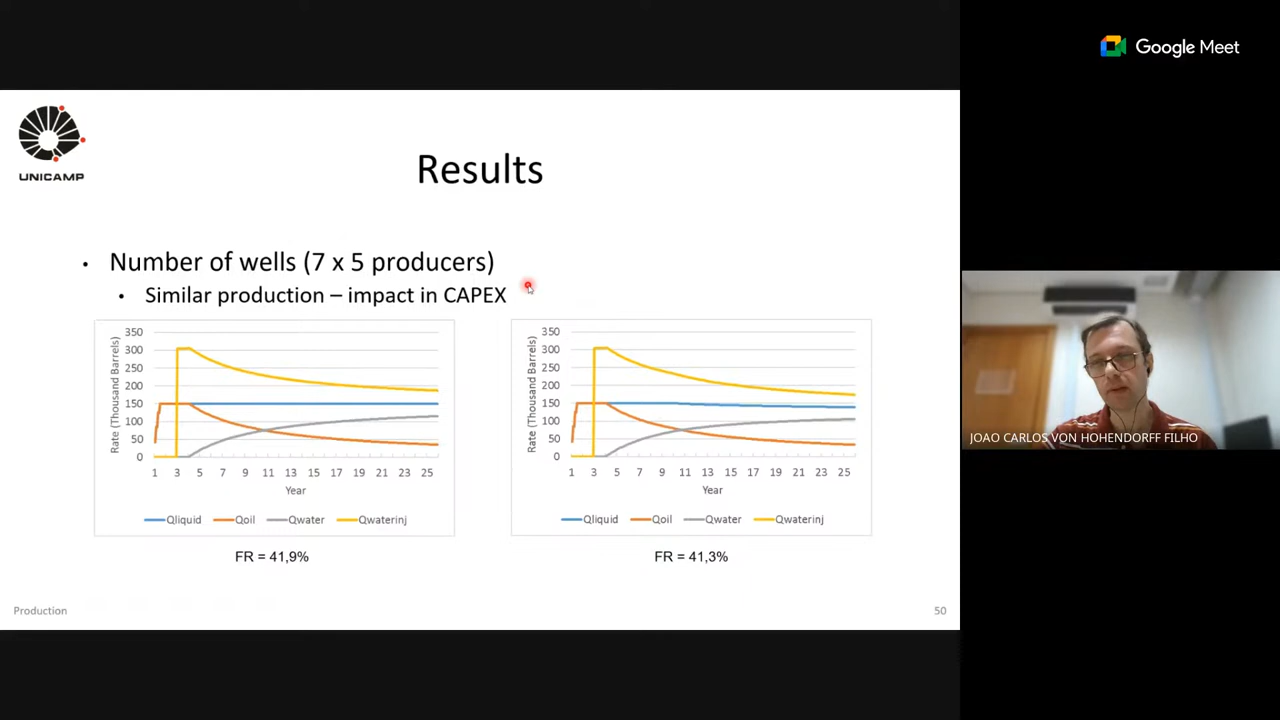 Google Meet
UNICAMP
Results
• Number of wells (7 x 5 producers)
• Similar production – impact in CAPEX
350
300
250
200
150
100
50
0
Rate (Thousand Barrels)
1 3 5 7 9 11 13 15 17 19 21 23 25
Year
Qliquid Qoil Qwater Qwaterinj
FR = 41,9%
350
300
250
200
150
100
50
0
Rate (Thousand Barrels)
1 3 5 7 9 11 13 15 17 19 21 23 25
Year
Qliquid Qoil Qwater Qwaterinj
FR = 41,3%
JOAO CARLOS VON HOHENDORFF FILHO
Production
50